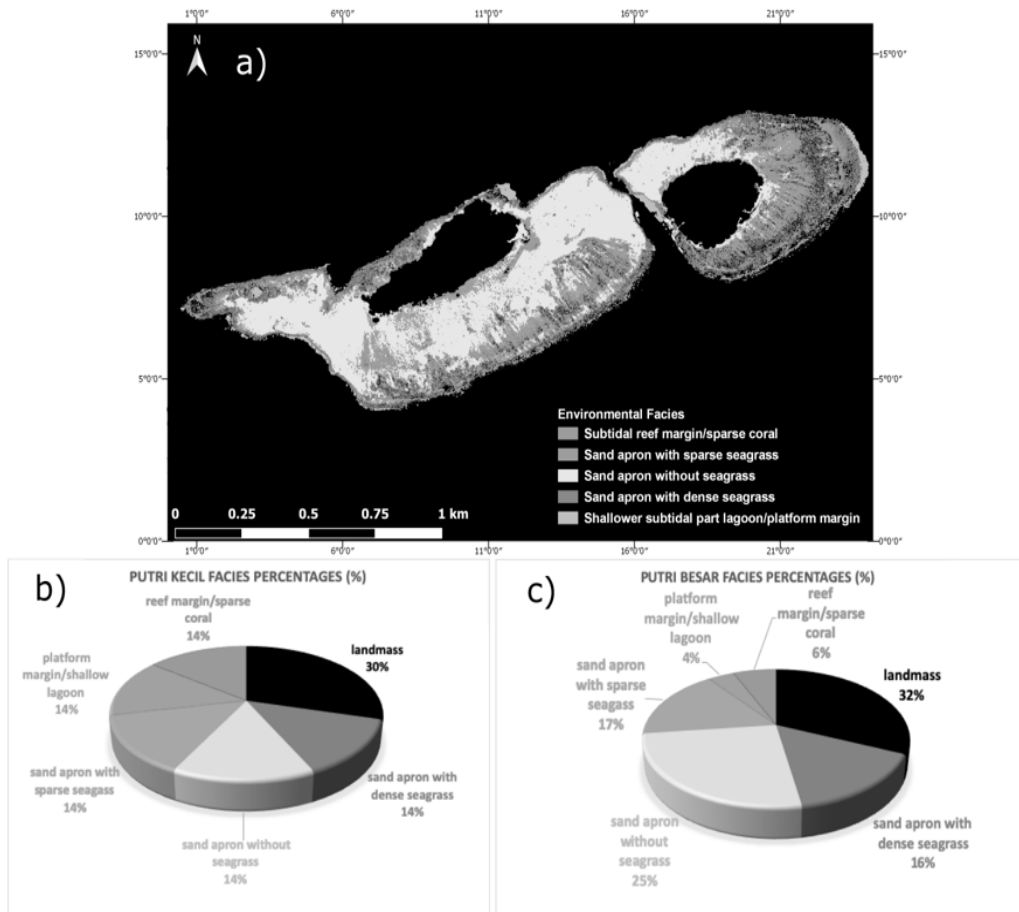 1°0'0" 6°0'0" 11°0'0" 16°0'0" 21°0'0"
15°0'0" 15°0'0"
N
a)
10°0'0" 10°0'0"
5°0'0" 5°0'0"
Environmental Facies
Subtidal reef margin/sparse coral
Sand apron with sparse seagrass
Sand apron without seagrass
Sand apron with dense seagrass
Shallower subtidal part lagoon/platform margin
0 0.25 0.5 0.75 1 km
0°0'0" 0°0'0"
1°0'0" 6°0'0" 11°0'0" 16°0'0" 21°0'0"
b)
PUTRI KECIL FACIES PERCENTAGES (%)
reef margin/sparse
coral
14%
landmass
30%
platform
margin/shallow
lagoon
14%
sand apron with
sparse seagass
14%
sand apron with
dense seagrass
14%
sand apron without
seagrass
14%
c)
PUTRI BESAR FACIES PERCENTAGES (%)
platform
margin/shallow
lagoon
4%
reef
margin/sparse
coral
6%
landmass
32%
sand apron
with sparse
seagass
17%
sand apron
without
seagrass
25%
sand apron with
dense seagrass
16%